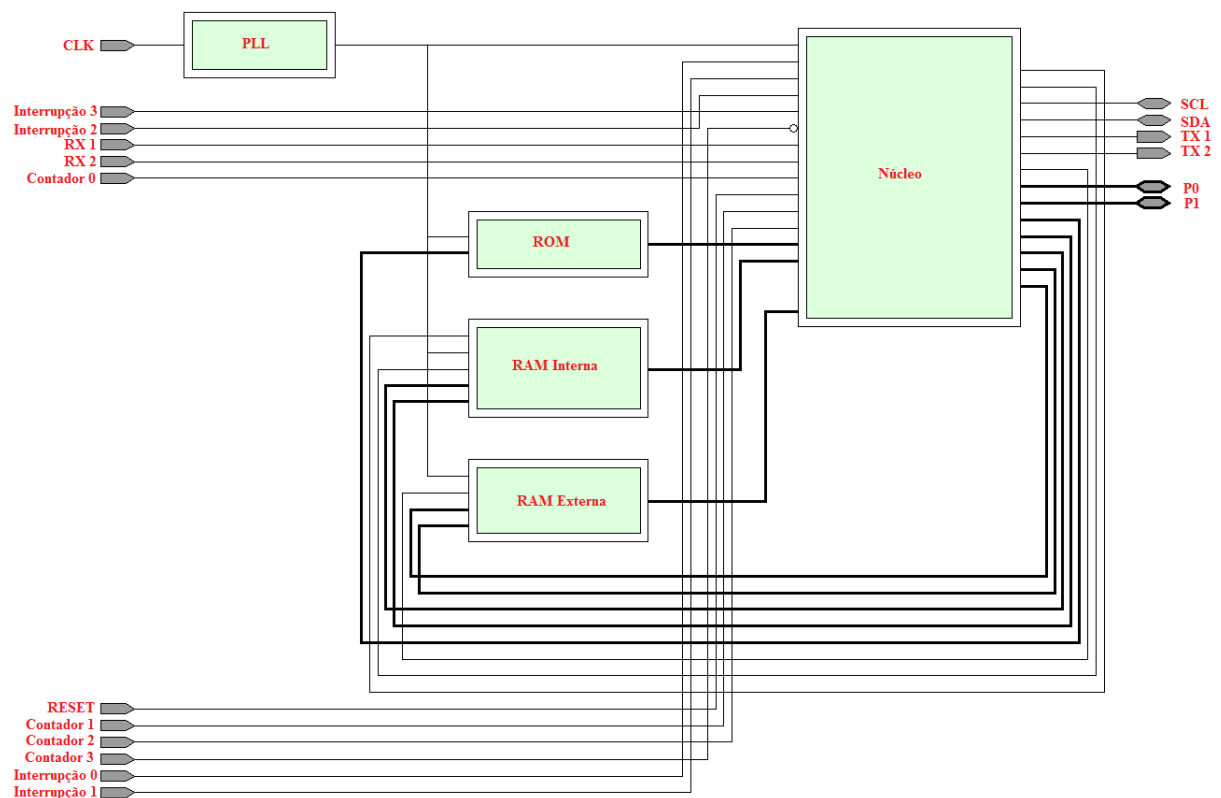 CLK
PLL
Interrupção 3
Interrupção 2
RX 1
RX 2
Contador 0
Núcleo
SCL
SDA
TX 1
TX 2
P0
P1
ROM
RAM Interna
RAM Externa
RESET
Contador 1
Contador 2
Contador 3
Interrupção 0
Interrupção 1